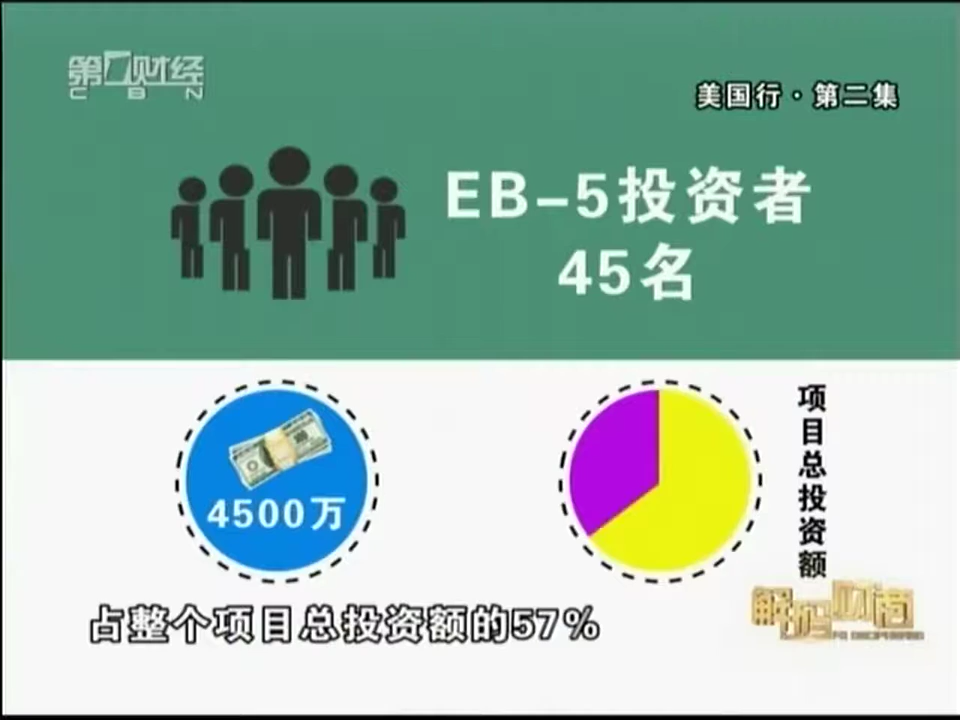 第一财经
CBN
美国行·第二集
EB-5投资者
45名
4500万
项目总投资额
占整个项目总投资额的57%
解码财商